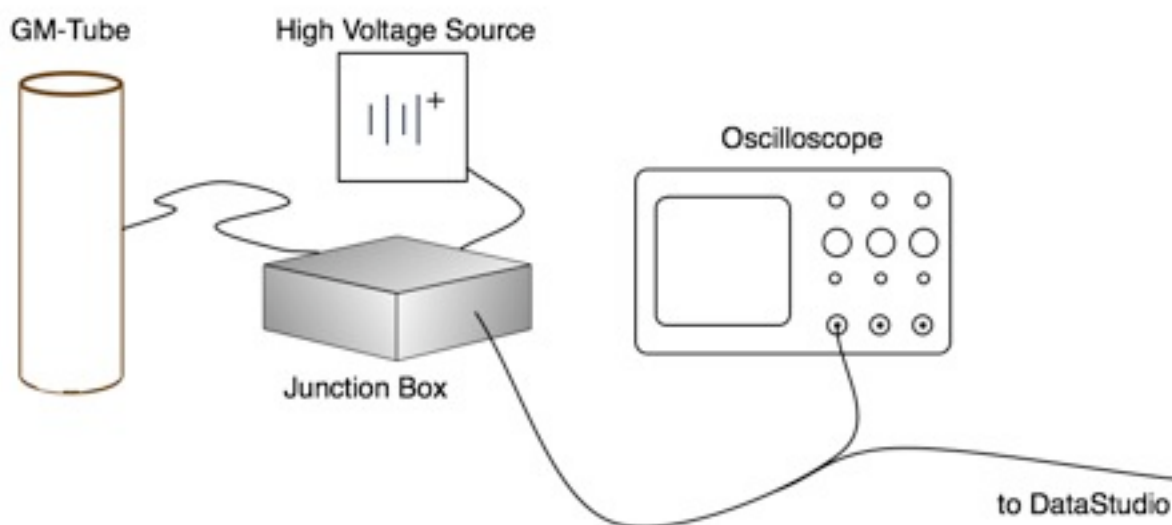 GM-Tube
High Voltage Source
+
Oscilloscope
Junction Box
to DataStudio